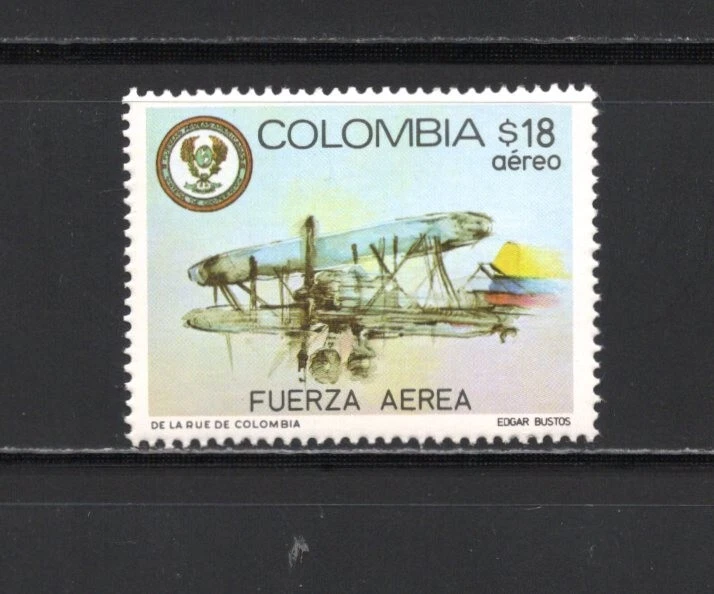 COLOMBIA $18
aéreo
FUERZA AEREA
DE LA RUE DE COLOMBIA
EDGAR BUSTOS